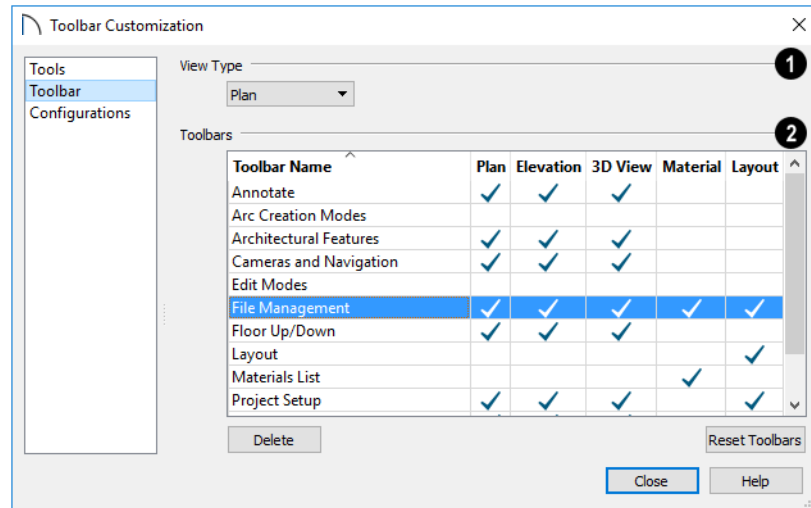 Toolbar Customization
Tools
Toolbar
Configurations
View Type
1
Plan
Toolbars
2
Toolbar Name Plan Elevation 3D View Material Layout
Annotate
Arc Creation Modes
Architectural Features
Cameras and Navigation
Edit Modes
File Management
Floor Up/Down
Layout
Materials List
Project Setup
Delete
Reset Toolbars
Close
Help